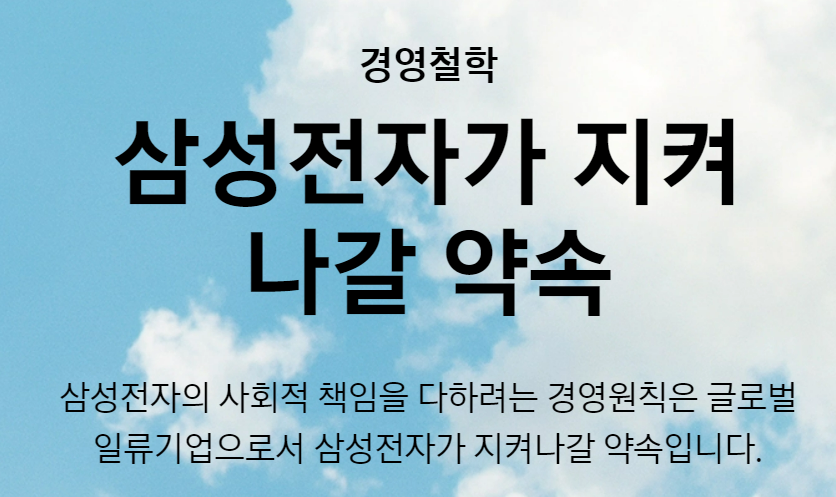 경영철학
삼성전자가 지켜
나갈 약속
삼성전자의 사회적 책임을 다하려는 경영원칙은 글로벌
일류기업으로서 삼성전자가 지켜나갈 약속입니다.